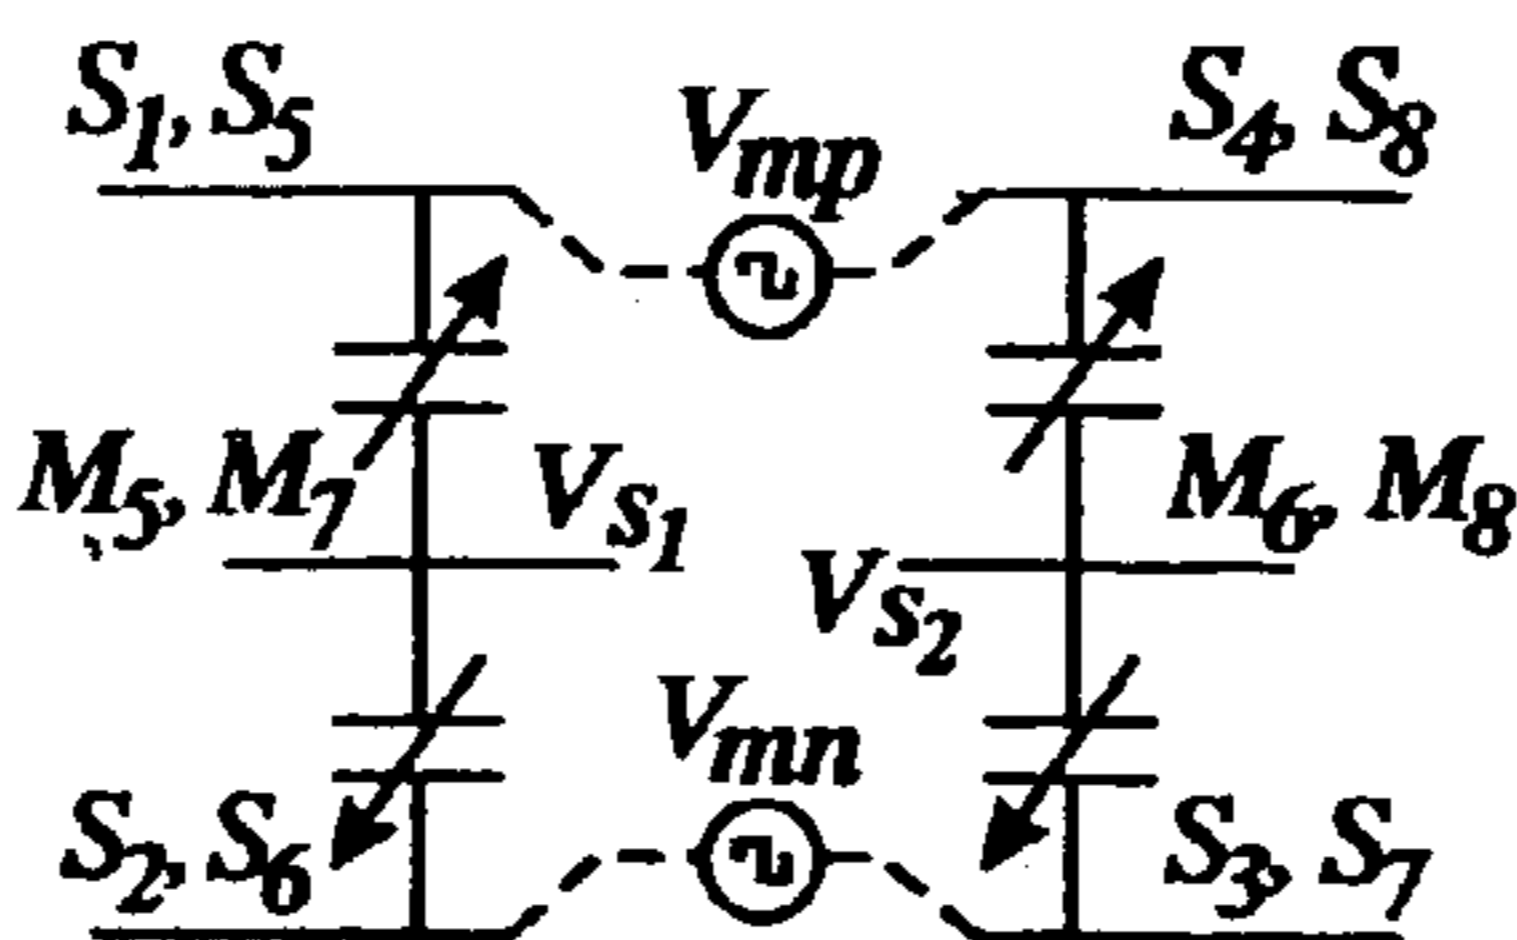 S1, S5
Vmp
S4, S8
M5, M7
VS1
VS2
M6, M8
Vmn
S2, S6
S3, S7